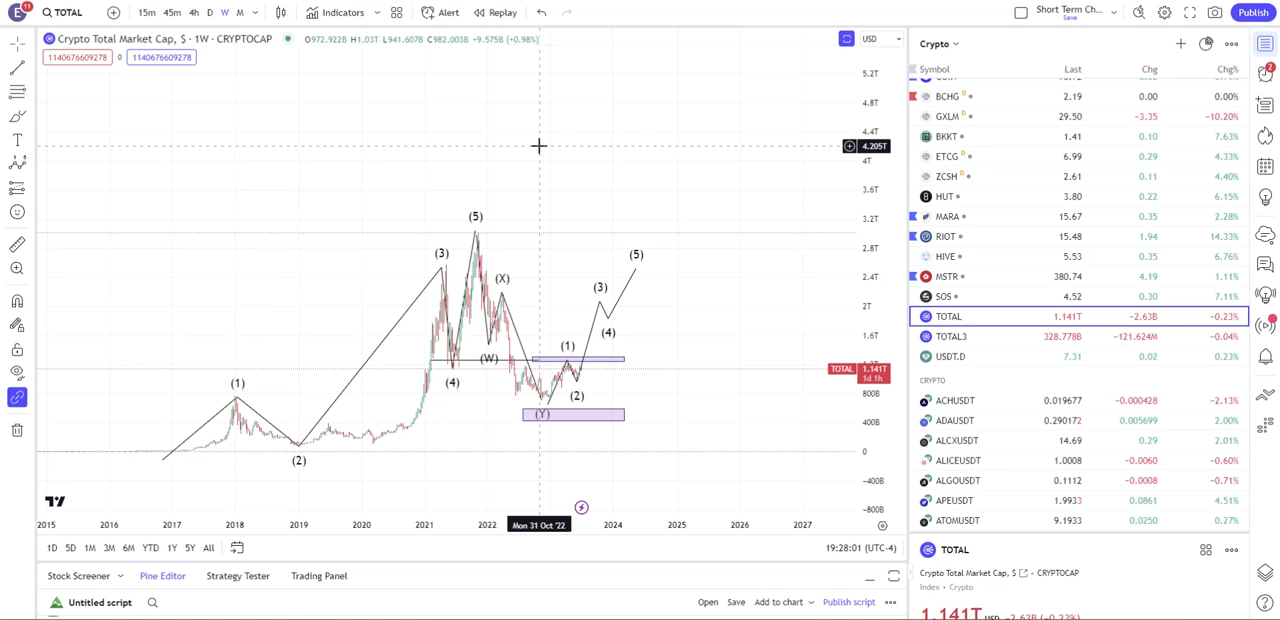 E 11 TOTAL 15m 45m 4h D W M Indicators Alert Replay Short Term Ch... Save Publish
Crypto Total Market Cap, $ · 1W · CRYPTOCAP O972.922B H1.03T L941.607B C982.003B +9.575B (+0.98%) USD
1140676609278 0 1140676609278
5.2T
4.8T
4.4T
4.205T
4T
3.6T
3.2T
2.8T
2.4T
2T
1.6T
TOTAL 1.141T
1d 1h
800B
400B
0
−400B
−800B
(1)
(2)
(3)
(4)
(5)
(W)
(X)
(Y)
(1)
(2)
(3)
(4)
(5)
2015 2016 2017 2018 2019 2020 2021 2022 Mon 31 Oct '22 2024 2025 2026 2027
1D 5D 1M 3M 6M YTD 1Y 5Y All 19:28:01 (UTC-4)
Stock Screener Pine Editor Strategy Tester Trading Panel
Untitled script Open Save Add to chart Publish script
Crypto
Symbol Last Chg Chg%
BCHG D 2.19 0.00 0.00%
GXLM D 29.50 −3.35 −10.20%
BKKT 1.41 0.10 7.63%
ETCG D 6.99 0.29 4.33%
ZCSH D 2.61 0.11 4.40%
HUT 3.80 0.22 6.15%
MARA 15.67 0.35 2.28%
RIOT 15.48 1.94 14.33%
HIVE 5.53 0.35 6.76%
MSTR 380.74 4.19 1.11%
SOS 4.52 0.30 7.11%
TOTAL 1.141T −2.63B −0.23%
TOTAL3 328.778B −121.624M −0.04%
USDT.D 7.31 0.02 0.23%
CRYPTO
ACHUSDT 0.019677 −0.000428 −2.13%
ADAUSDT 0.290172 0.005699 2.00%
ALCXUSDT 14.69 0.29 2.01%
ALICEUSDT 1.0008 −0.0060 −0.60%
ALGOUSDT 0.1112 −0.0008 −0.71%
APEUSDT 1.9933 0.0861 4.51%
ATOMUSDT 9.1933 0.0250 0.27%
TOTAL
Crypto Total Market Cap, $ · CRYPTOCAP
Index · Crypto
1.141T USD −2.63B (−0.23%)
2